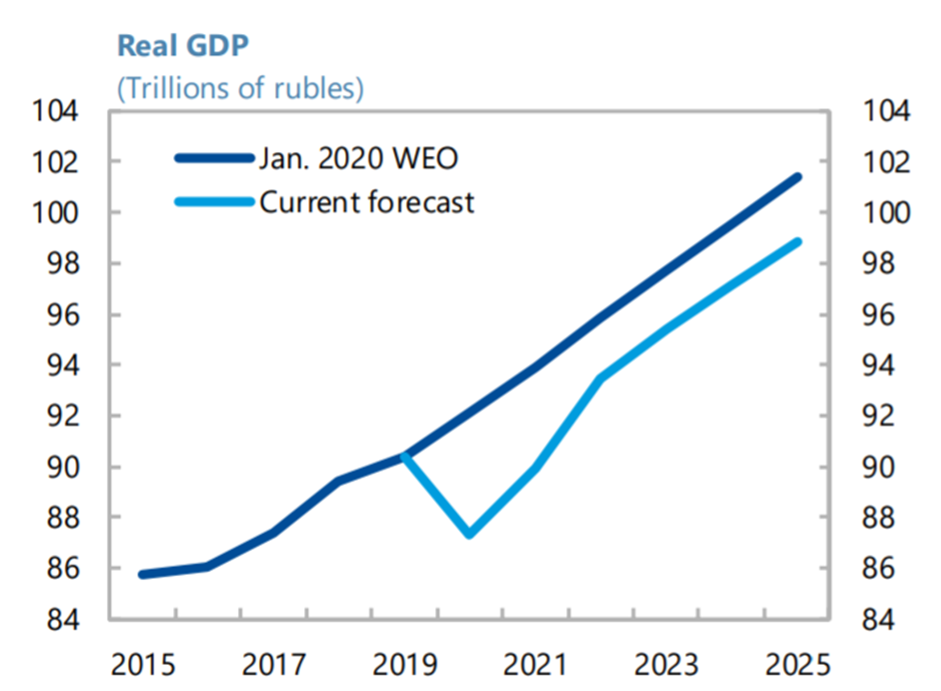 Real GDP
(Trillions of rubles)
104 104
102 Jan. 2020 WEO 102
100 Current forecast 100
98 98
96 96
94 94
92 92
90 90
88 88
86 86
84 84
2015 2017 2019 2021 2023 2025